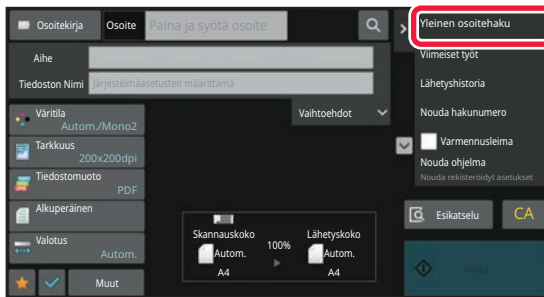 Osoitekirja
Osoite
Paina ja syötä osoite
Aihe
Tiedoston Nimi
Järjestelmäasetusten määrittämä
Väritila
Autom./Mono2
Tarkkuus
200x200dpi
Tiedostomuoto
PDF
Alkuperäinen
Valotus
Autom.
Muut
Vaihtoehdot
Skannauskoko
Autom.
A4
100%
Lähetyskoko
Autom.
A4
Yleinen osoitehaku
Viimeiset työt
Lähetyshistoria
Nouda hakunumero
Varmennusleima
Nouda ohjelma
Nouda rekisteröidyt asetukset
Esikatselu
CA
Aloita